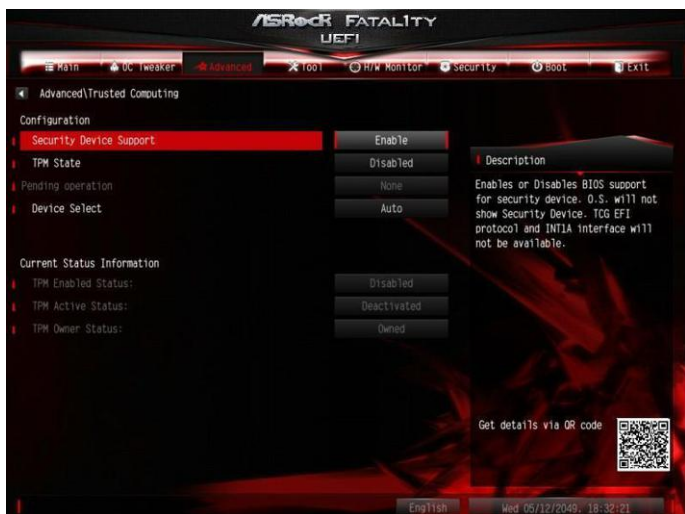 ASRock FATAL1TY
UEFI
Main OC Tweaker Advanced Tool H/W Monitor Security Boot Exit
Advanced\Trusted Computing
Configuration
Security Device Support Enable
TPM State Disabled
Pending operation None
Device Select Auto
Current Status Information
TPM Enabled Status: Disabled
TPM Active Status: Deactivated
TPM Owner Status: Owned
Description
Enables or Disables BIOS support
for security device. O.S. will not
show Security Device. TCG EFI
protocol and INT1A interface will
not be available.
Get details via QR code
English Wed 05/12/2049. 18:32:21